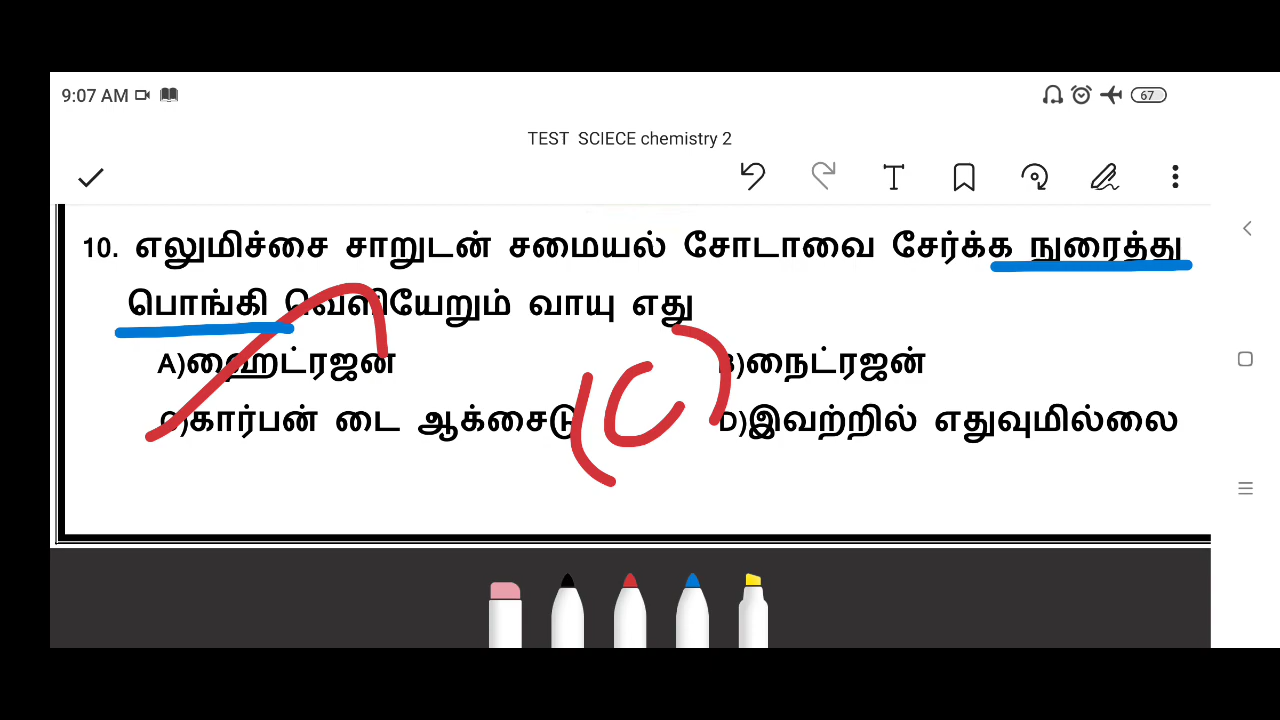 9:07 AM
67
TEST SCIECE chemistry 2
10. எலுமிச்சை சாறுடன் சமையல் சோடாவை சேர்க்க நுரைத்து
பொங்கி வெளியேறும் வாயு எது
A)ஹைட்ரஜன் B)நைட்ரஜன்
C)கார்பன் டை ஆக்சைடு D)இவற்றில் எதுவுமில்லை
(C)